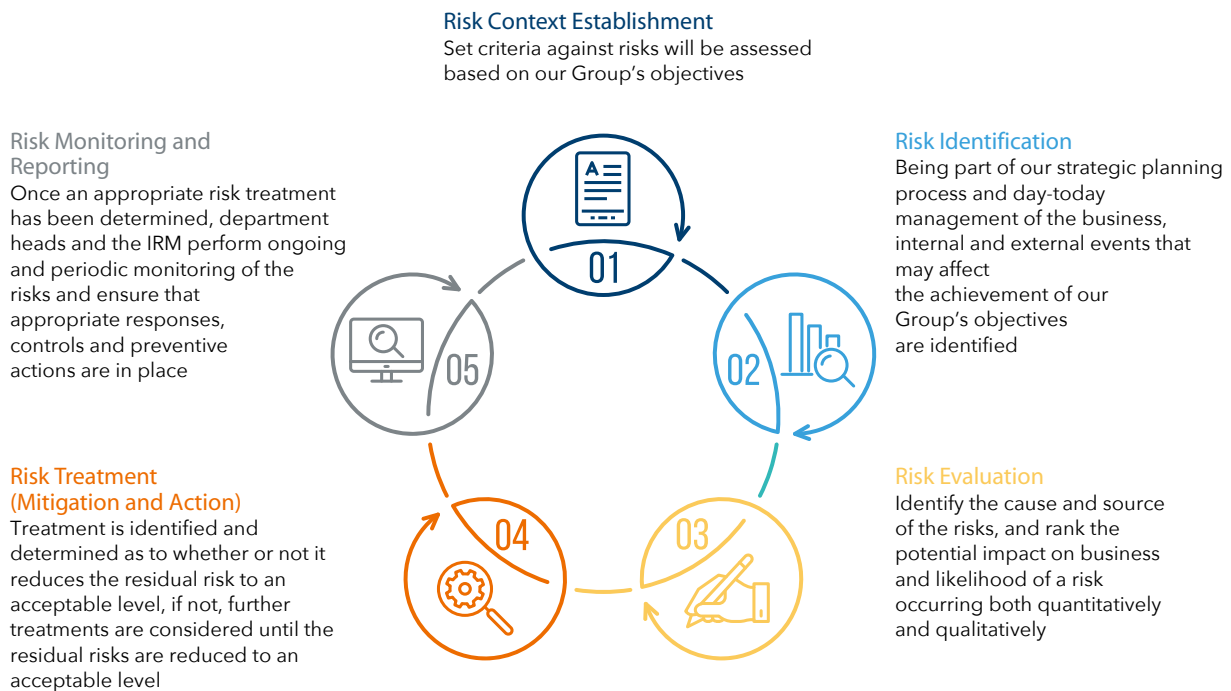 Risk Context Establishment
Set criteria against risks will be assessed
based on our Group's objectives
01
Risk Identification
Being part of our strategic planning
process and day-today
management of the business,
internal and external events that
may affect
the achievement of our
Group's objectives
are identified
02
Risk Evaluation
Identify the cause and source
of the risks, and rank the
potential impact on business
and likelihood of a risk
occurring both quantitatively
and qualitatively
03
Risk Treatment
(Mitigation and Action)
Treatment is identified and
determined as to whether or not it
reduces the residual risk to an
acceptable level, if not, further
treatments are considered until the
residual risks are reduced to an
acceptable level
04
Risk Monitoring and
Reporting
Once an appropriate risk treatment
has been determined, department
heads and the IRM perform ongoing
and periodic monitoring of the
risks and ensure that
appropriate responses,
controls and preventive
actions are in place
05
A